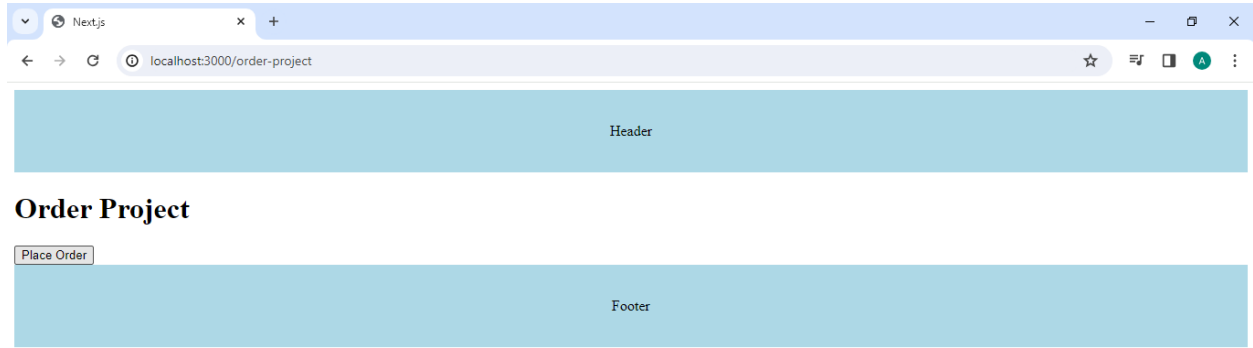 Next.js
localhost:3000/order-project
A
Header
Order Project
Place Order
Footer